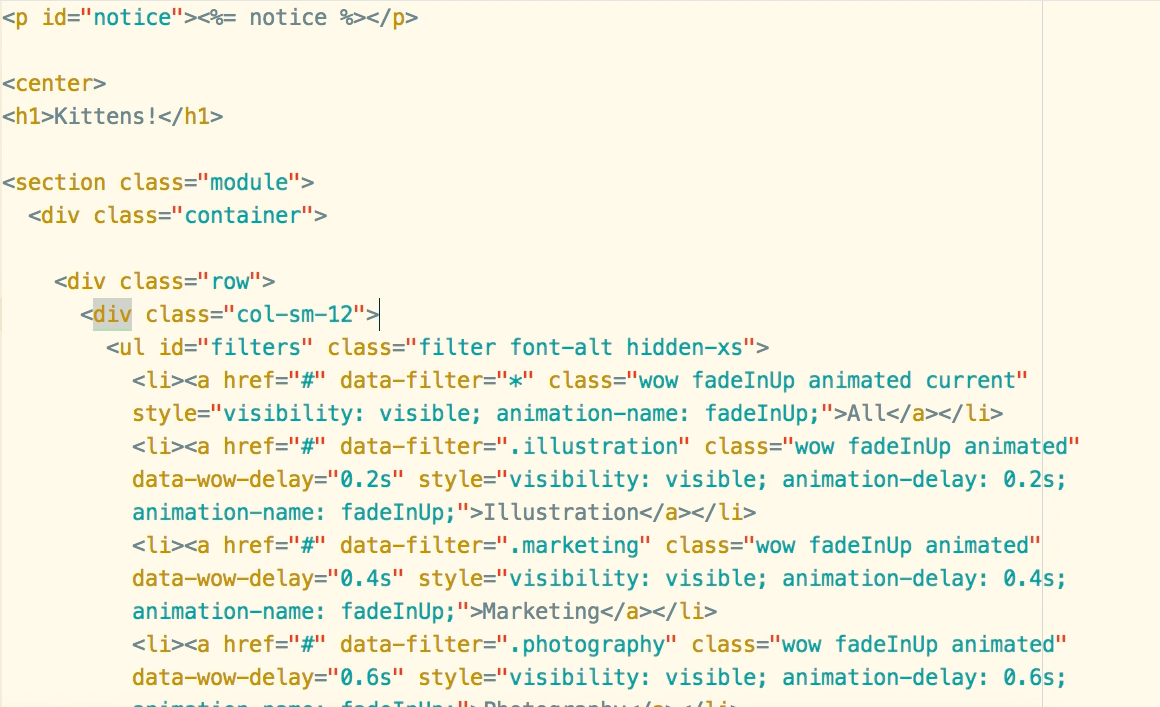 <p id="notice"><%= notice %></p>
<center>
<h1>Kittens!</h1>
<section class="module">
<div class="container">
<div class="row">
<div class="col-sm-12">
<ul id="filters" class="filter font-alt hidden-xs">
<li><a href="#" data-filter="*" class="wow fadeInUp animated current"
style="visibility: visible; animation-name: fadeInUp;">All</a></li>
<li><a href="#" data-filter=".illustration" class="wow fadeInUp animated"
data-wow-delay="0.2s" style="visibility: visible; animation-delay: 0.2s;
animation-name: fadeInUp;">Illustration</a></li>
<li><a href="#" data-filter=".marketing" class="wow fadeInUp animated"
data-wow-delay="0.4s" style="visibility: visible; animation-delay: 0.4s;
animation-name: fadeInUp;">Marketing</a></li>
<li><a href="#" data-filter=".photography" class="wow fadeInUp animated"
data-wow-delay="0.6s" style="visibility: visible; animation-delay: 0.6s;
animation-name: fadeInUp;">Photography</a></li>